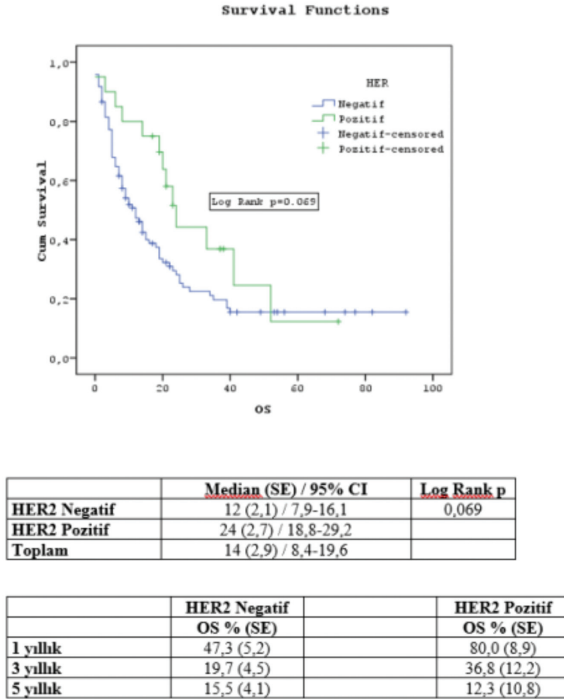 Survival Functions
HER
Negatif
Pozitif
Negatif-censored
Pozitif-censored
Log Rank p=0.069
Cum Survival
1,0
0,8
0,6
0,4
0,2
0,0
0 20 40 60 80 100
OS
Median (SE) / 95% CI Log Rank p
HER2 Negatif 12 (2,1) / 7,9-16,1 0,069
HER2 Pozitif 24 (2,7) / 18,8-29,2
Toplam 14 (2,9) / 8,4-19,6
HER2 Negatif HER2 Pozitif
OS % (SE) OS % (SE)
1 yıllık 47,3 (5,2) 80,0 (8,9)
3 yıllık 19,7 (4,5) 36,8 (12,2)
5 yıllık 15,5 (4,1) 12,3 (10,8)